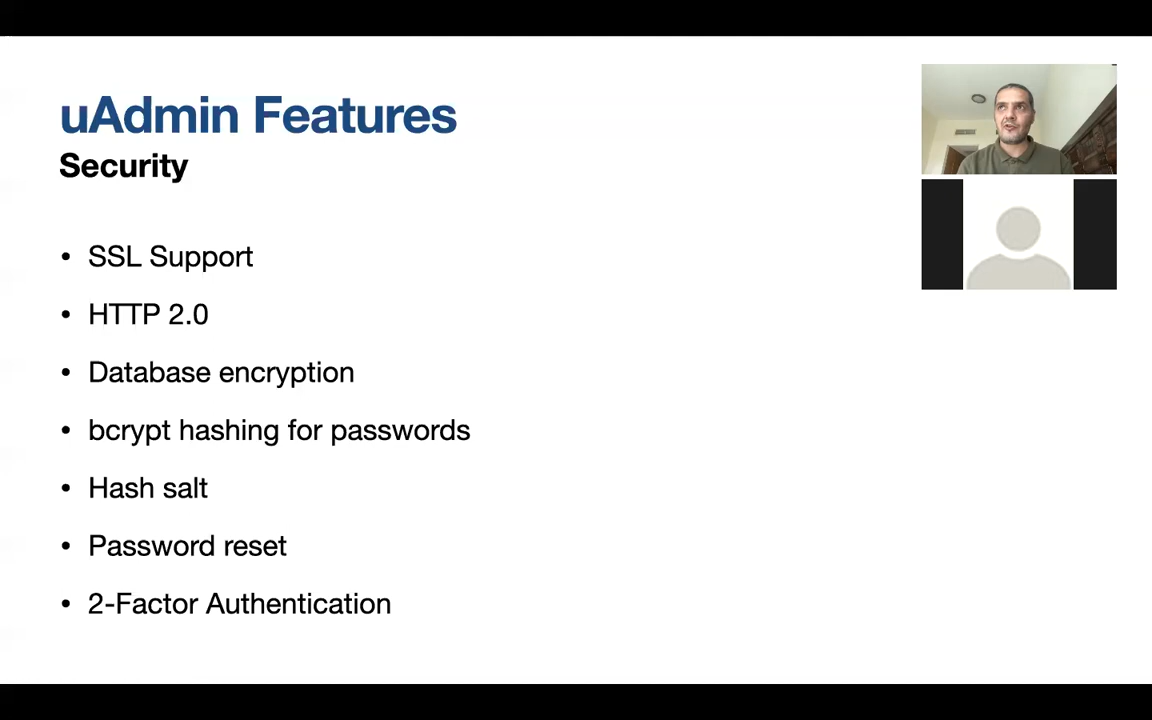 uAdmin Features
Security
• SSL Support
• HTTP 2.0
• Database encryption
• bcrypt hashing for passwords
• Hash salt
• Password reset
• 2-Factor Authentication